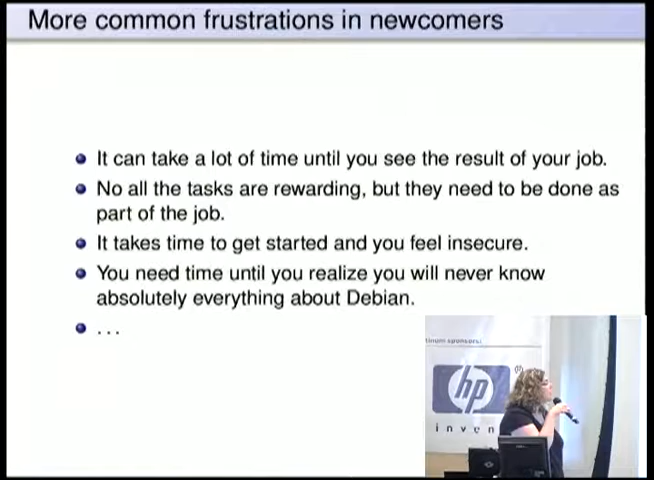 More common frustrations in newcomers
It can take a lot of time until you see the result of your job.
No all the tasks are rewarding, but they need to be done as
part of the job.
It takes time to get started and you feel insecure.
You need time until you realize you will never know
absolutely everything about Debian.
...
sponsors:
hp
i n v e n